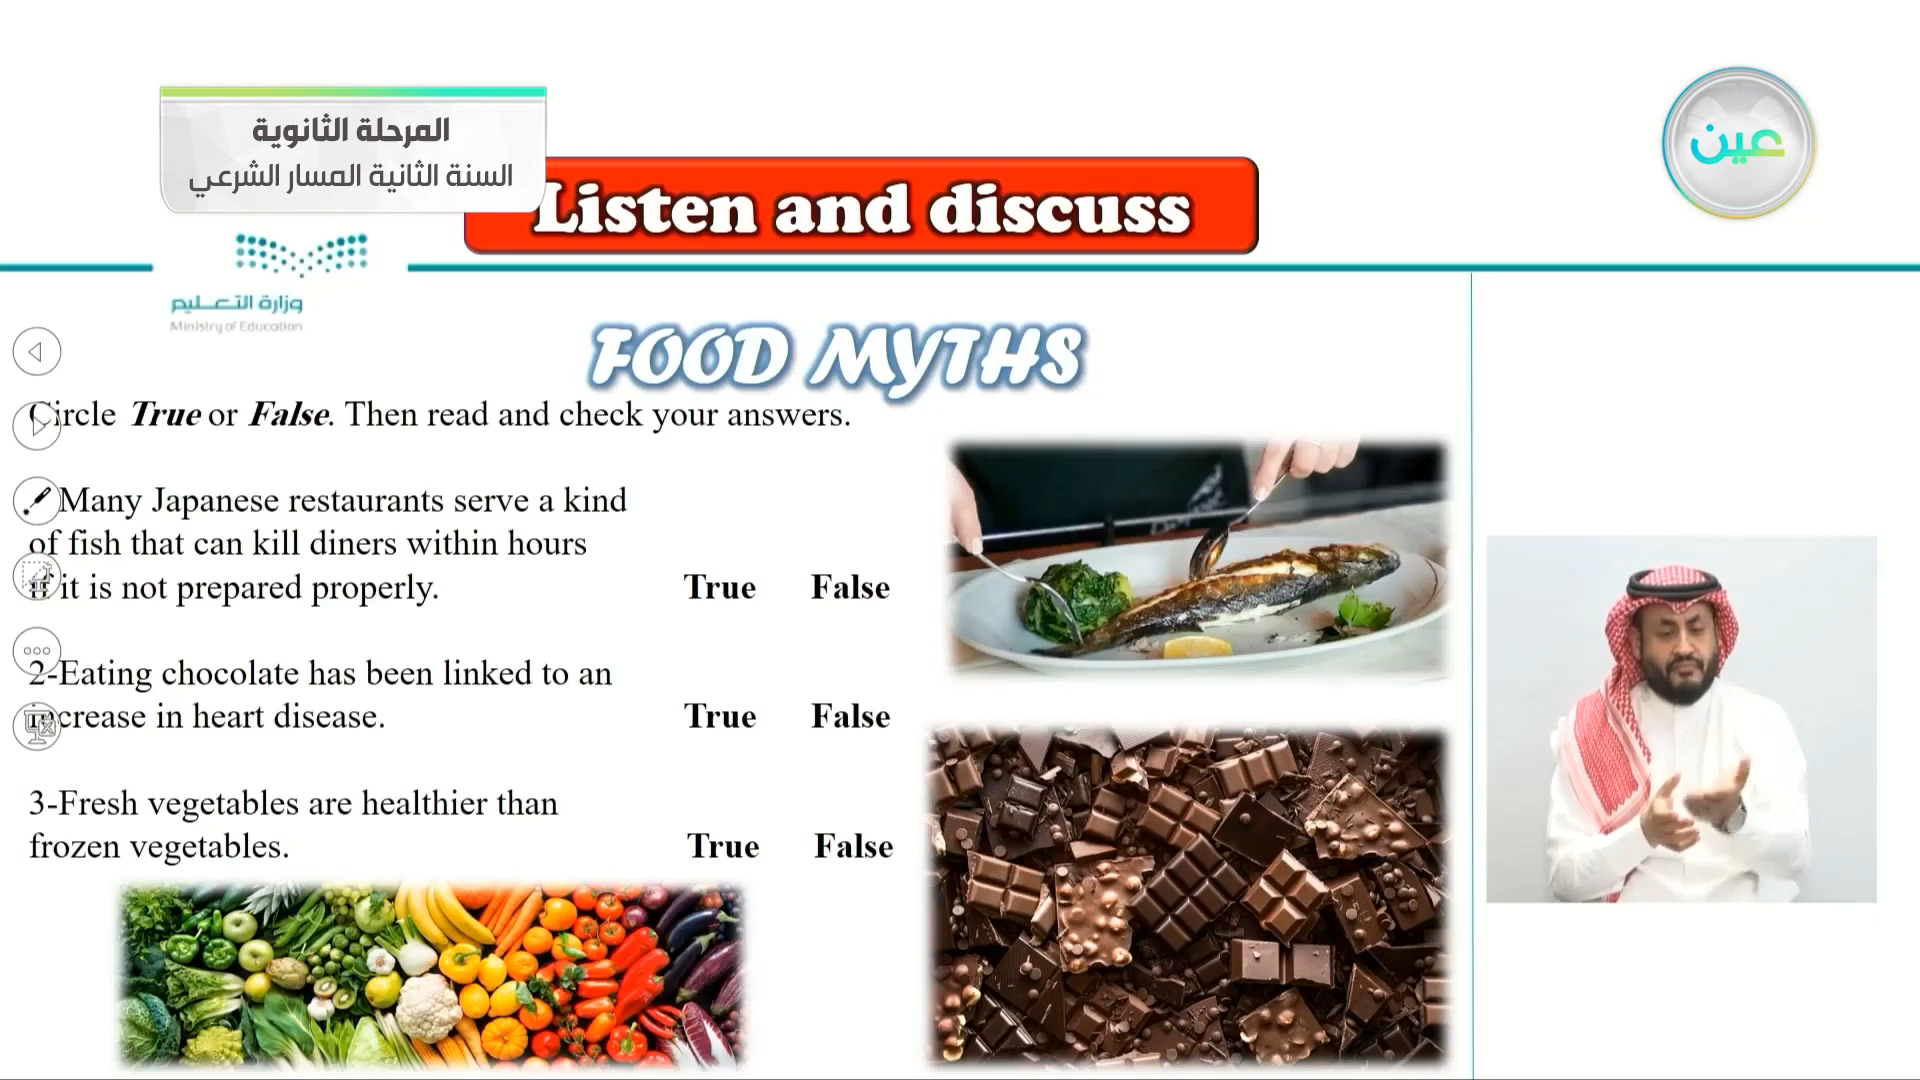 المرحلة الثانوية
السنة الثانية المسار الشرعي
عين
Listen and discuss
وزارة التعليم
Ministry of Education
FOOD MYTHS
Circle True or False. Then read and check your answers.
Many Japanese restaurants serve a kind
of fish that can kill diners within hours
if it is not prepared properly. True False
2-Eating chocolate has been linked to an
increase in heart disease. True False
3-Fresh vegetables are healthier than
frozen vegetables. True False